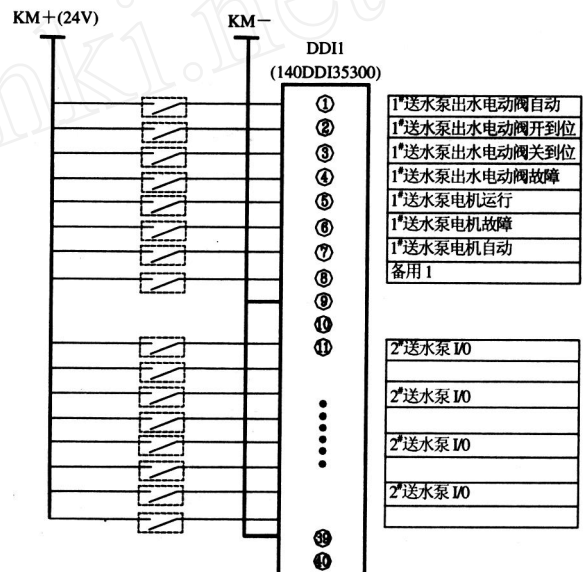 KM+(24V)
KM-
DDI1
(140DDI35300)
① 1#送水泵出水电动阀自动
② 1#送水泵出水电动阀开到位
③ 1#送水泵出水电动阀关到位
④ 1#送水泵出水电动阀故障
⑤ 1#送水泵电机运行
⑥ 1#送水泵电机故障
⑦ 1#送水泵电机自动
⑧ 备用1
⑨
⑩
⑪ 2#送水泵I/0
2#送水泵I/0
2#送水泵I/0
2#送水泵I/0
㊴
㊵